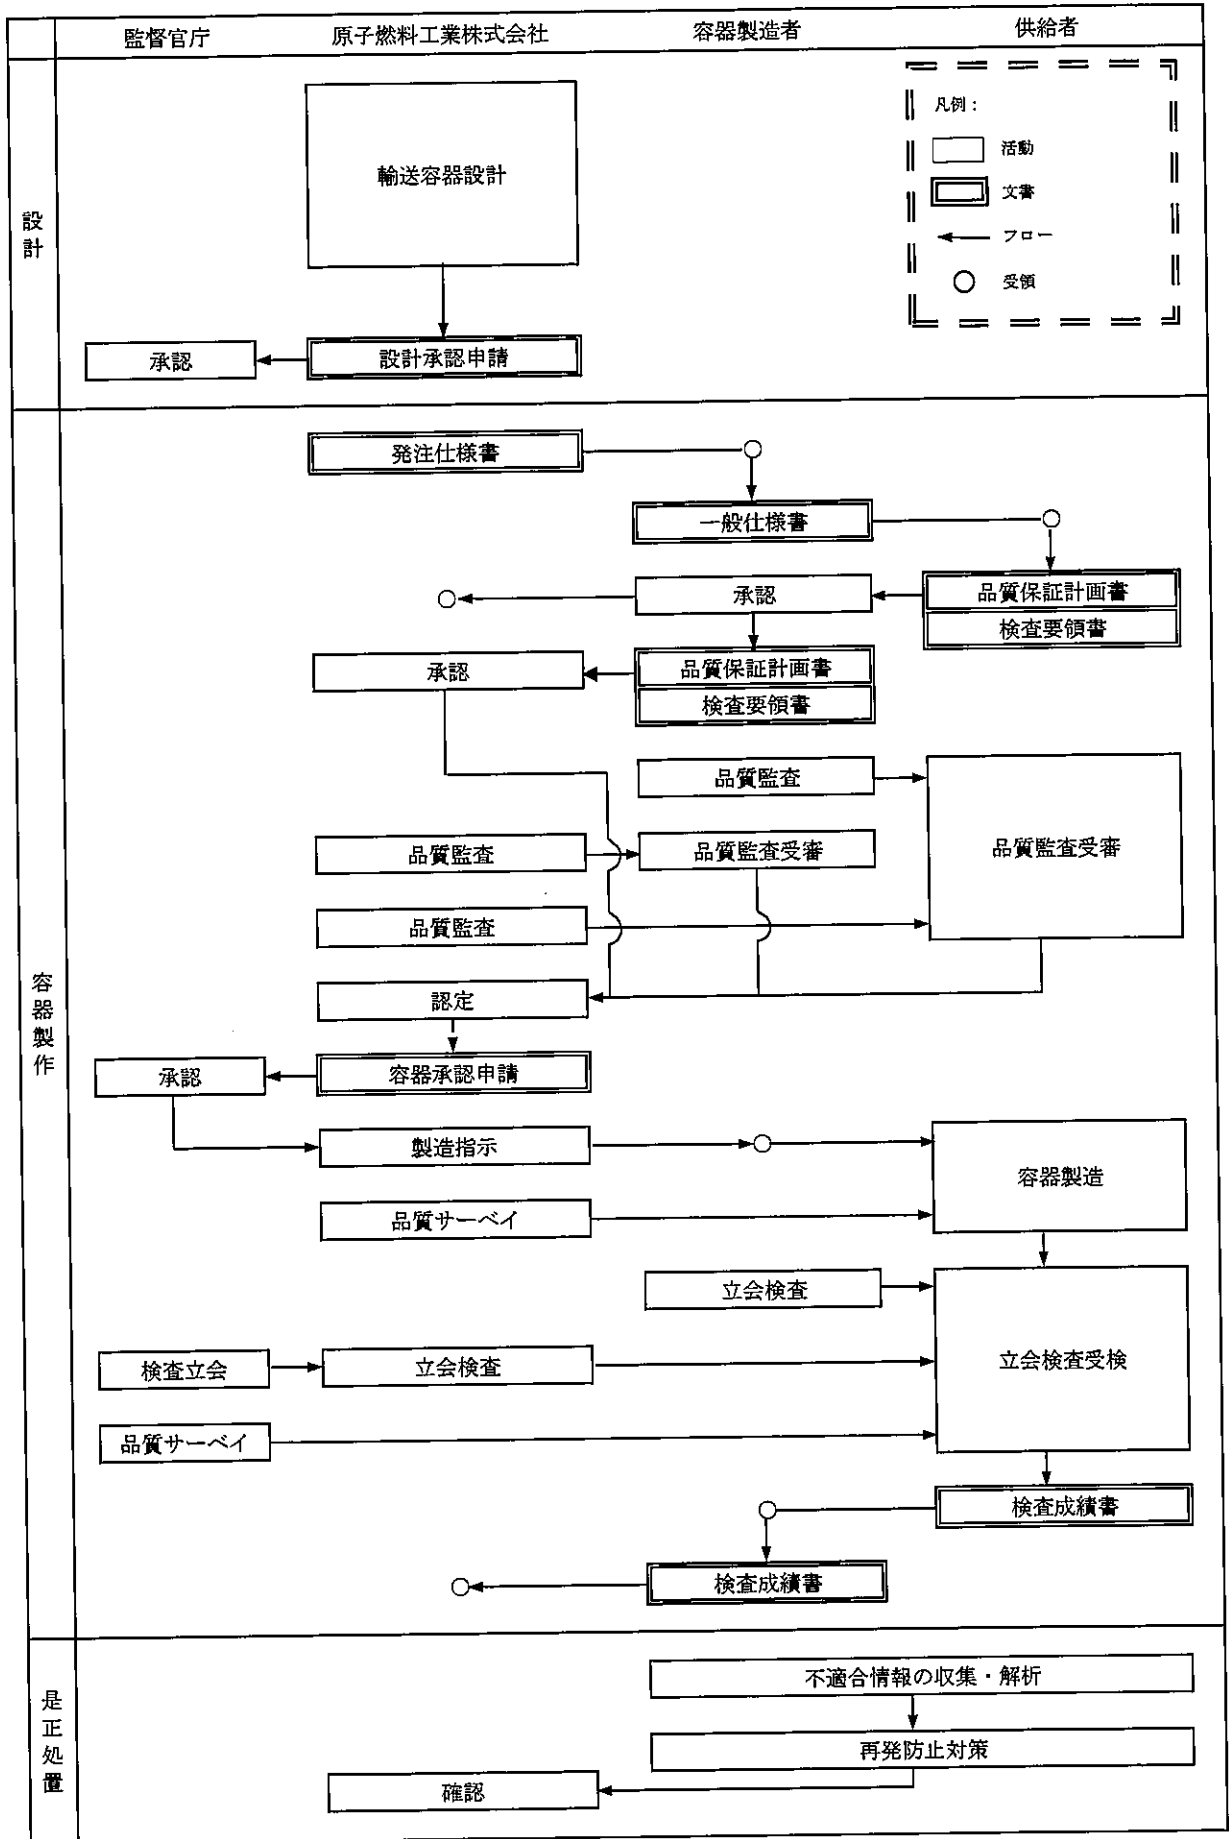 監督官庁
原子燃料工業株式会社
容器製造者
供給者
設計
凡例：
活動
文書
フロー
受領
輸送容器設計
承認
設計承認申請
容器製作
発注仕様書
一般仕様書
承認
品質保証計画書
検査要領書
承認
品質保証計画書
検査要領書
品質監査
品質監査受審
品質監査
品質監査受審
品質監査
認定
承認
容器承認申請
製造指示
容器製造
品質サーベイ
立会検査
立会検査受検
検査立会
立会検査
品質サーベイ
検査成績書
検査成績書
是正処置
不適合情報の収集・解析
再発防止対策
確認